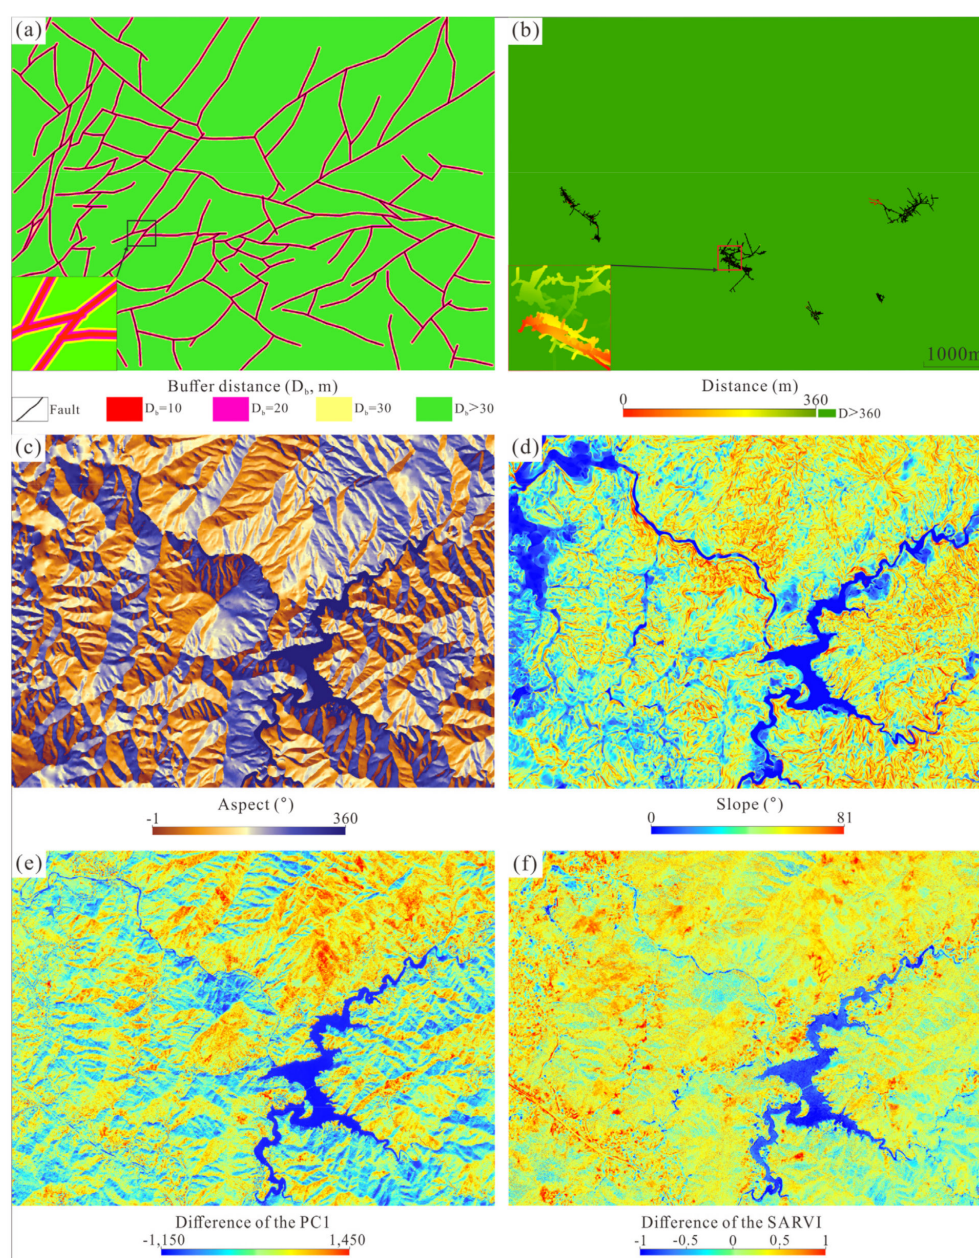 (a)
(b)
1000m
Buffer distance (Db, m)
Fault Db=10 Db=20 Db=30 Db>30
Distance (m)
0 360 D>360
(c)
(d)
Aspect (°)
-1 360
Slope (°)
0 81
(e)
(f)
Difference of the PC1
-1,150 1,450
Difference of the SARVI
-1 -0.5 0 0.5 1